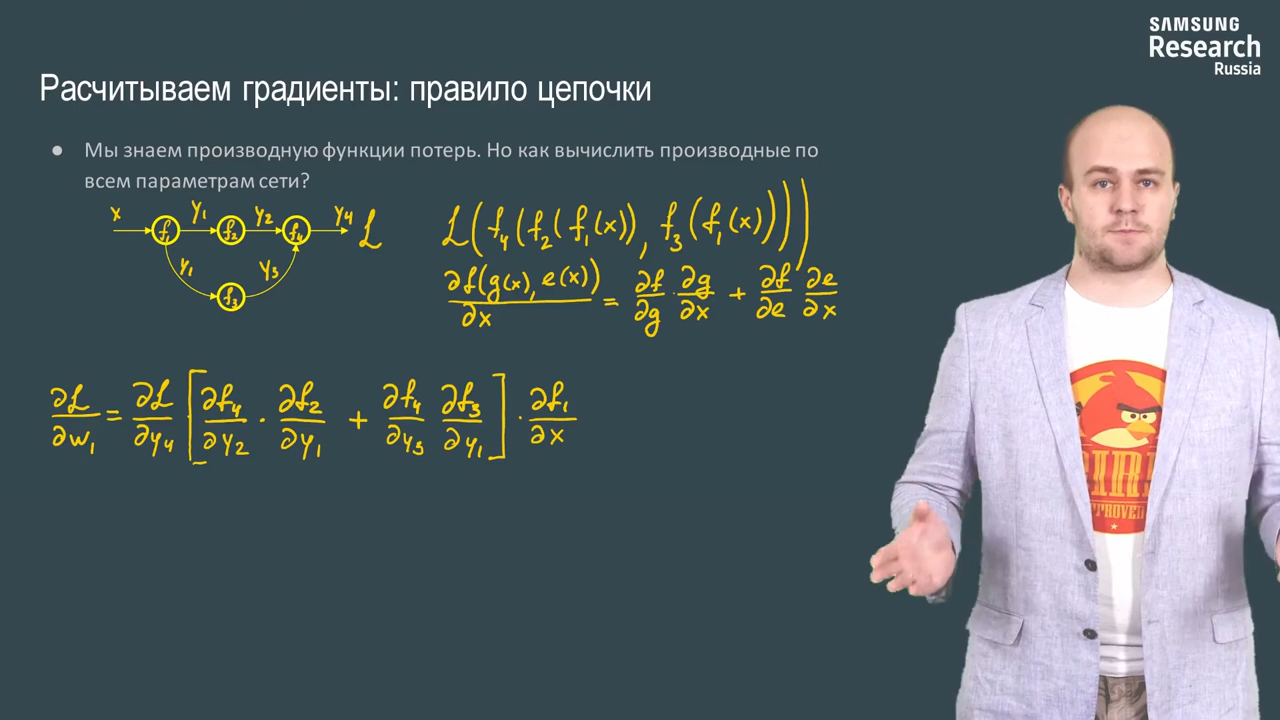 SAMSUNG
Research
Russia
Расчитываем градиенты: правило цепочки
● Мы знаем производную функции потерь. Но как вычислить производные по
всем параметрам сети?
x f₁ y₁ f₂ y₂ f₄ y₄ ℒ
y₁ f₃ y₃
ℒ(f₄(f₂(f₁(x)), f₃(f₁(x))))
∂f(g(x), e(x))/∂x = ∂f/∂g · ∂g/∂x + ∂f/∂e ∂e/∂x
∂ℒ/∂w₁ = ∂ℒ/∂y₄ [∂f₄/∂y₂ · ∂f₂/∂y₁ + ∂f₄/∂y₃ ∂f₃/∂y₁] · ∂f₁/∂x